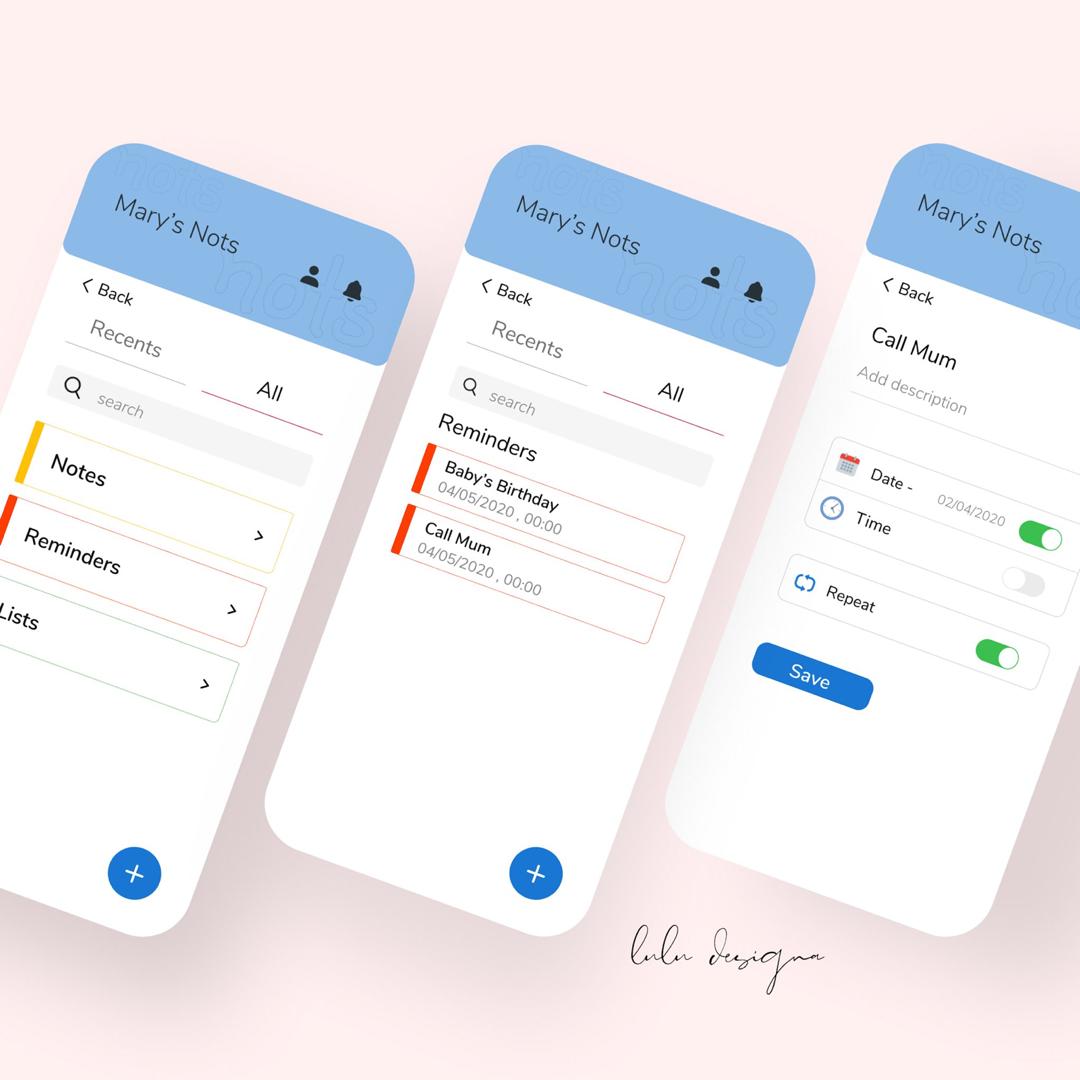 nots
Mary's Nots
nots
Back
Recents
All
search
Notes
Reminders
Lists
nots
Mary's Nots
nots
Back
Recents
All
search
Reminders
Baby's Birthday
04/05/2020 , 00:00
Call Mum
04/05/2020 , 00:00
nots
Mary's Nots
Back
Call Mum
Add description
Date - 02/04/2020
Time
Repeat
Save
lulu designa